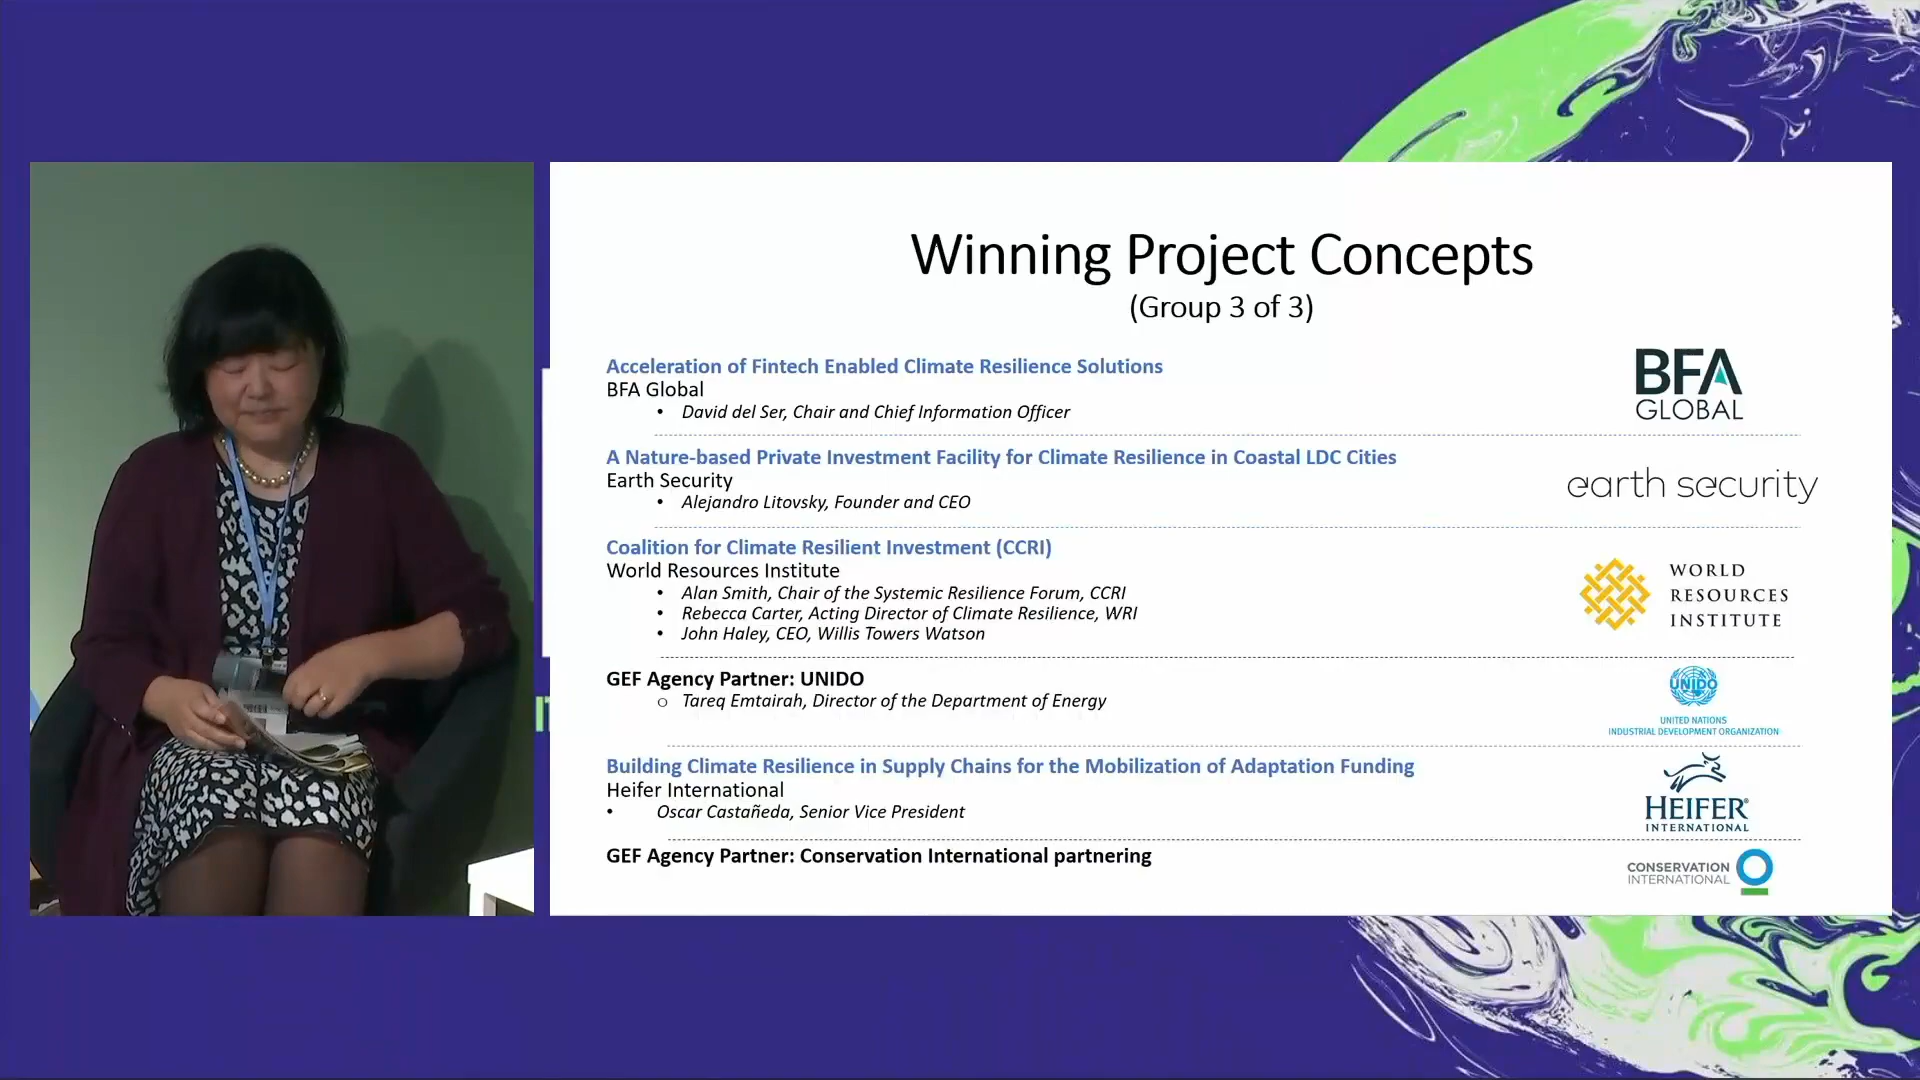 Winning Project Concepts
(Group 3 of 3)
Acceleration of Fintech Enabled Climate Resilience Solutions
BFA Global
• David del Ser, Chair and Chief Information Officer
BFA
GLOBAL
A Nature-based Private Investment Facility for Climate Resilience in Coastal LDC Cities
Earth Security
• Alejandro Litovsky, Founder and CEO
earth security
Coalition for Climate Resilient Investment (CCRI)
World Resources Institute
• Alan Smith, Chair of the Systemic Resilience Forum, CCRI
• Rebecca Carter, Acting Director of Climate Resilience, WRI
• John Haley, CEO, Willis Towers Watson
WORLD
RESOURCES
INSTITUTE
GEF Agency Partner: UNIDO
o Tareq Emtairah, Director of the Department of Energy
UNIDO
UNITED NATIONS
INDUSTRIAL DEVELOPMENT ORGANIZATION
Building Climate Resilience in Supply Chains for the Mobilization of Adaptation Funding
Heifer International
• Oscar Castañeda, Senior Vice President
HEIFER®
INTERNATIONAL
GEF Agency Partner: Conservation International partnering
CONSERVATION
INTERNATIONAL